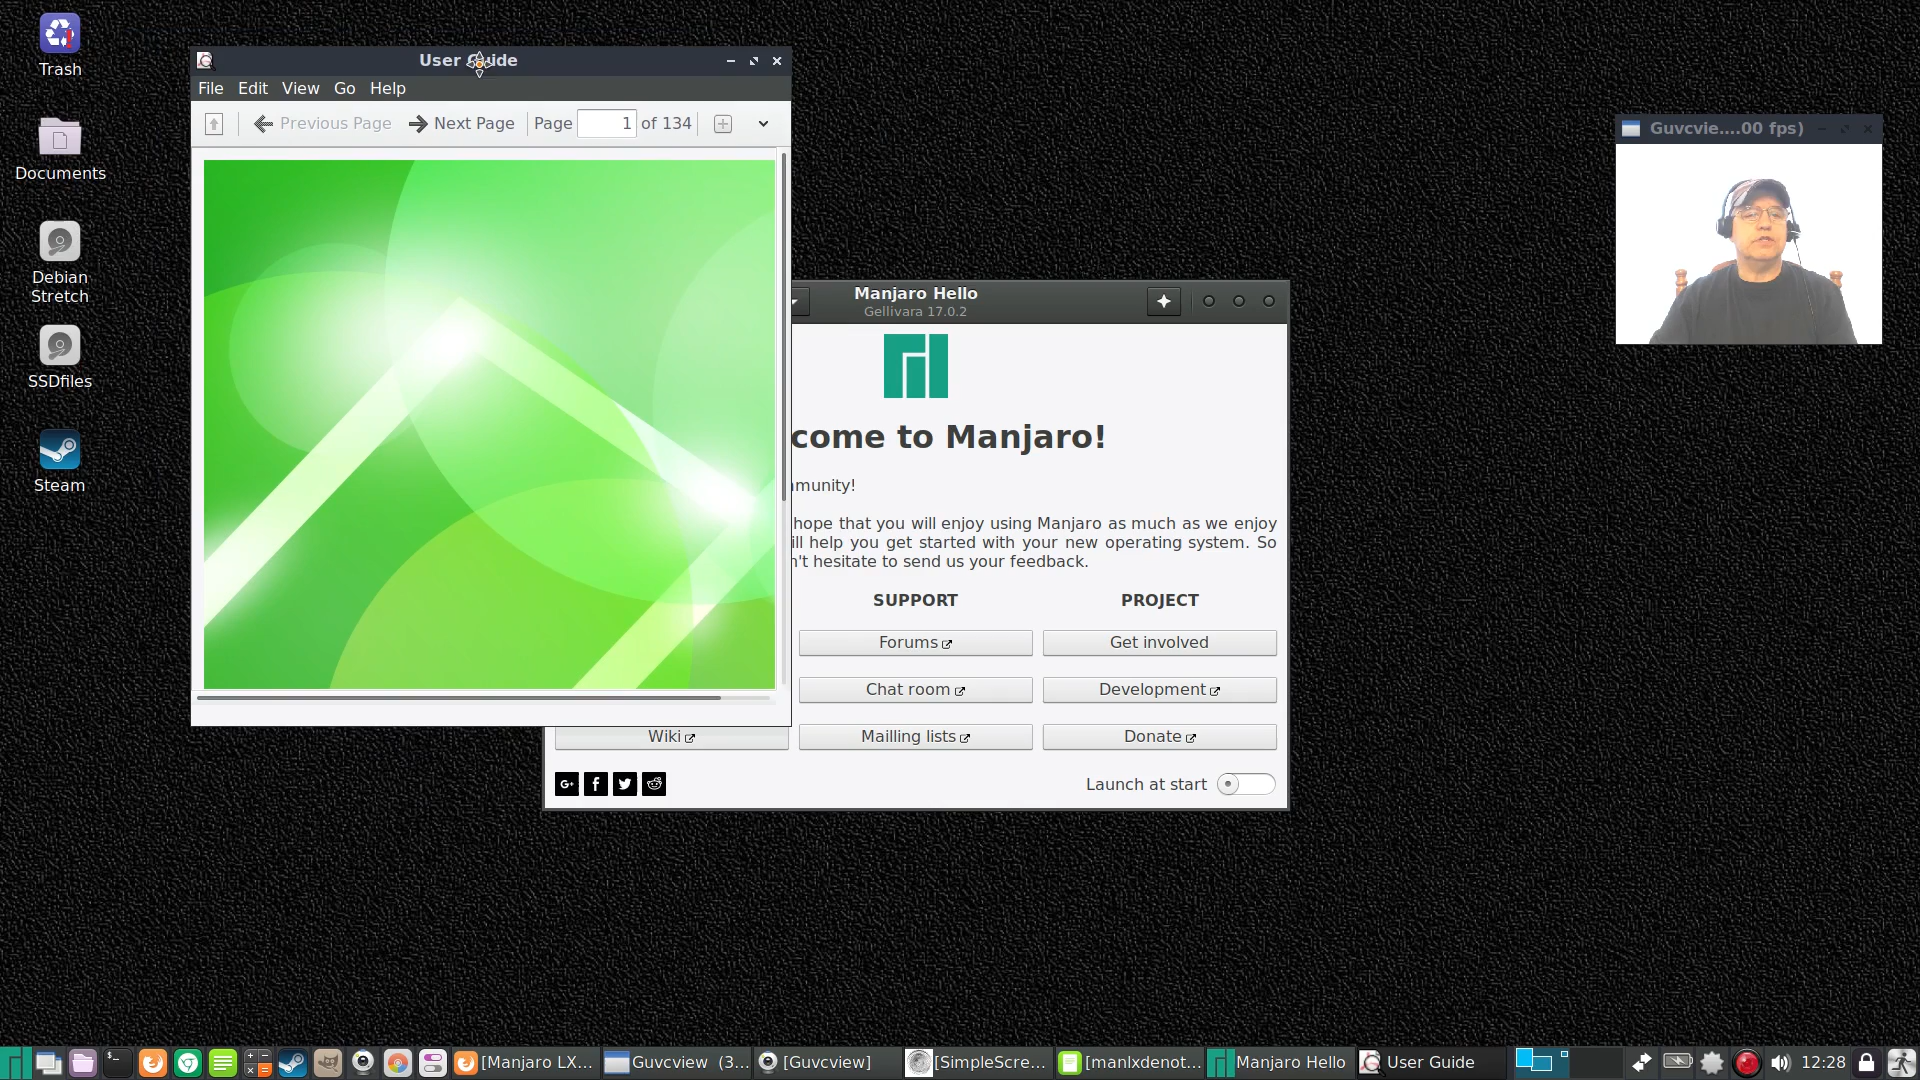 Trash
Documents
Debian
Stretch
SSDfiles
Steam
User Guide
File Edit View Go Help
Previous Page Next Page Page 1 of 134
Guvcvie....00 fps)
Manjaro Hello
Gellivara 17.0.2
come to Manjaro!
munity!
hope that you will enjoy using Manjaro as much as we enjoy
ill help you get started with your new operating system. So
n't hesitate to send us your feedback.
SUPPORT PROJECT
Forums Get involved
Chat room Development
Wiki Mailling lists Donate
Launch at start
[Manjaro LX... Guvcview (3... [Guvcview] [SimpleScre... [manlxdenot... Manjaro Hello User Guide 12:28